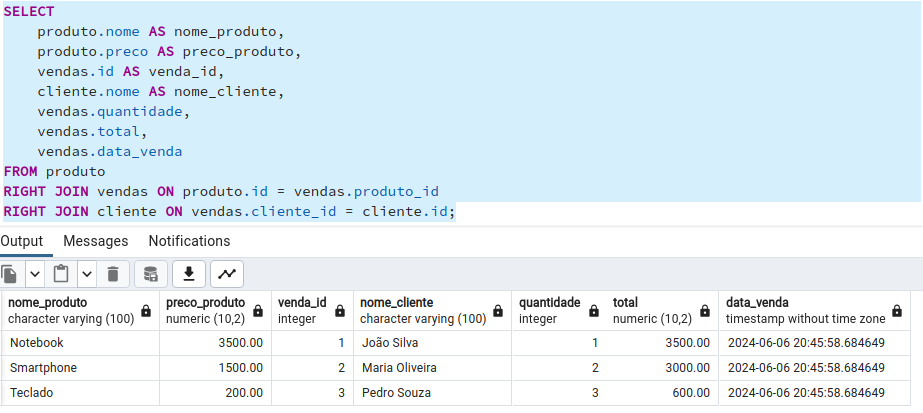 SELECT
    produto.nome AS nome_produto,
    produto.preco AS preco_produto,
    vendas.id AS venda_id,
    cliente.nome AS nome_cliente,
    vendas.quantidade,
    vendas.total,
    vendas.data_venda
FROM produto
RIGHT JOIN vendas ON produto.id = vendas.produto_id
RIGHT JOIN cliente ON vendas.cliente_id = cliente.id;
Output Messages Notifications
nome_produto preco_produto venda_id nome_cliente quantidade total data_venda
character varying (100) numeric (10,2) integer character varying (100) integer numeric (10,2) timestamp without time zone
Notebook 3500.00 1 João Silva 1 3500.00 2024-06-06 20:45:58.684649
Smartphone 1500.00 2 Maria Oliveira 2 3000.00 2024-06-06 20:45:58.684649
Teclado 200.00 3 Pedro Souza 3 600.00 2024-06-06 20:45:58.684649